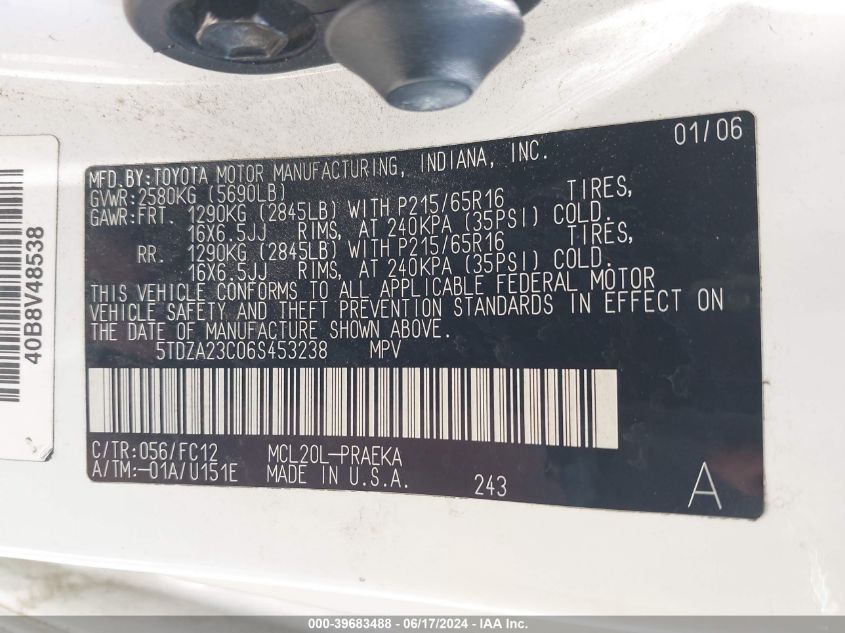 01/06
MFD.BY:TOYOTA MOTOR MANUFACTURING, INDIANA, INC.
GVWR:2580KG (5690LB)
GAWR:FRT. 1290KG (2845LB) WITH P215/65R16 TIRES,
16X6.5JJ RIMS, AT 240KPA (35PSI) COLD.
RR. 1290KG (2845LB) WITH P215/65R16 TIRES,
16X6.5JJ RIMS, AT 240KPA (35PSI) COLD.
THIS VEHICLE CONFORMS TO ALL APPLICABLE FEDERAL MOTOR
VEHICLE SAFETY AND THEFT PREVENTION STANDARDS IN EFFECT ON
THE DATE OF MANUFACTURE SHOWN ABOVE.
5TDZA23C06S453238 MPV
C/TR:056/FC12 MCL20L-PRAEKA
A/TM:-01A/U151E MADE IN U.S.A. 243 A
40B8V48538
Stock: IAAI-39683488 / 06/17/2024 - IAA Inc.